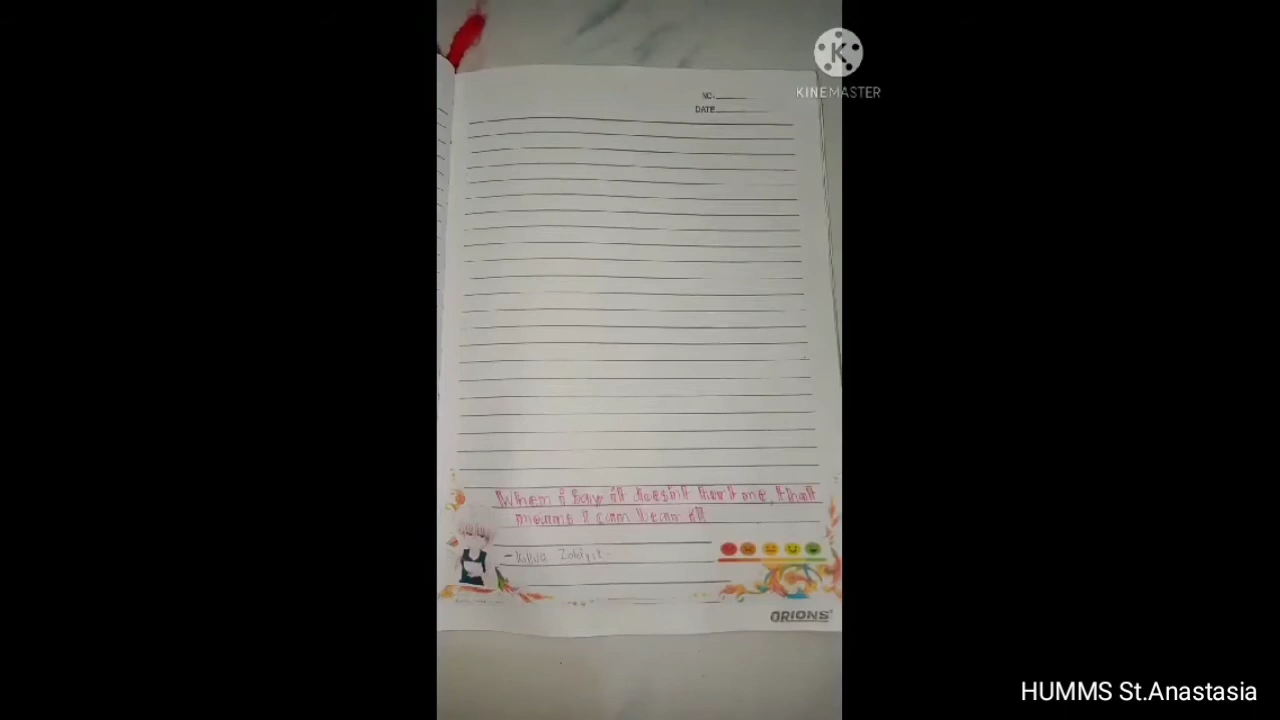 KINEMASTER
NO.
DATE
When i say it doesn't hurt me, that
means I can bear it
ORIONS
HUMMS St.Anastasia